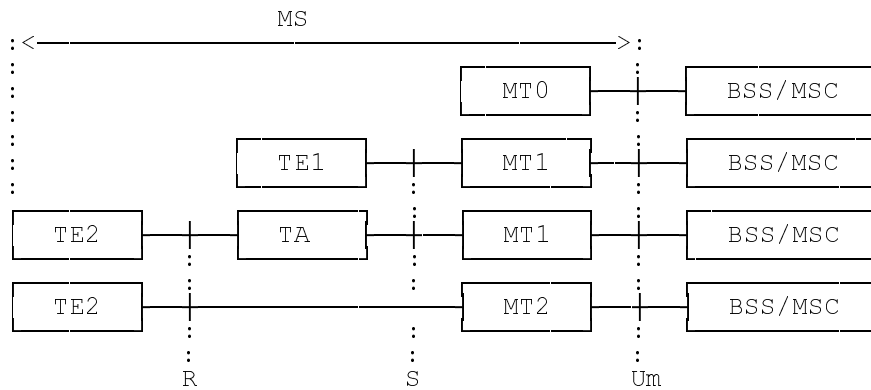 MS
MT0 BSS/MSC
TE1 MT1 BSS/MSC
TE2 TA MT1 BSS/MSC
TE2 MT2 BSS/MSC
R S Um